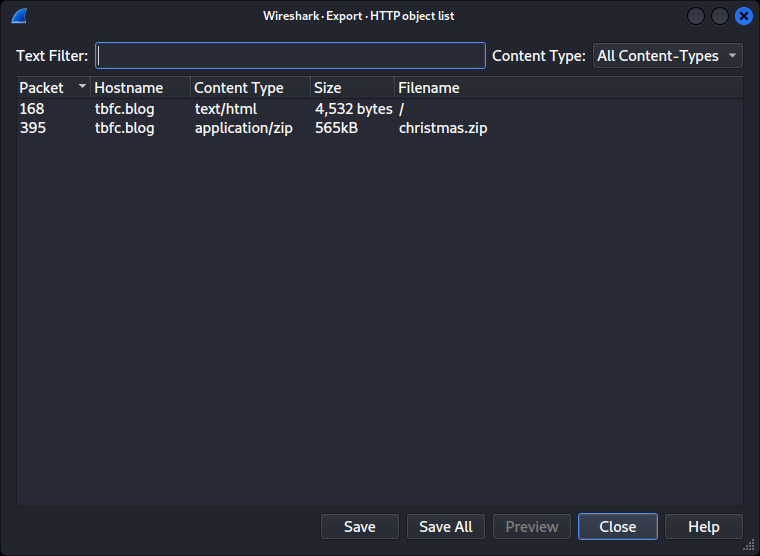 Wireshark · Export · HTTP object list
Text Filter: Content Type: All Content-Types
Packet Hostname Content Type Size Filename
168 tbfc.blog text/html 4,532 bytes /
395 tbfc.blog application/zip 565kB christmas.zip
Save Save All Preview Close Help